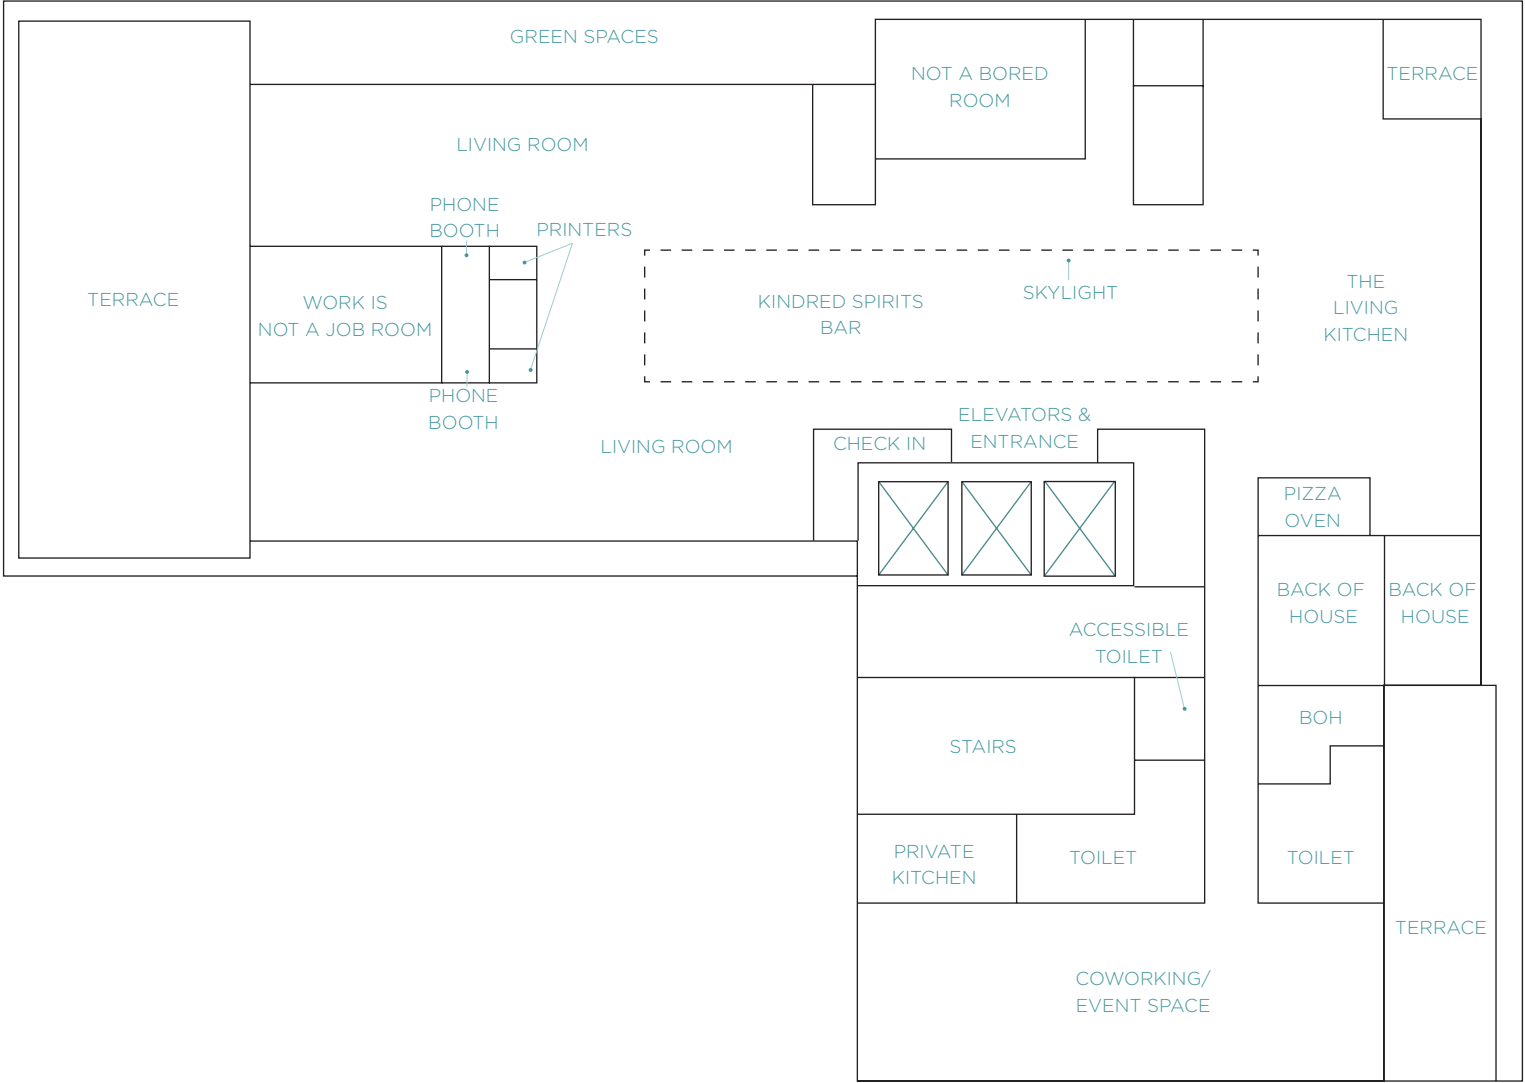 GREEN SPACES
NOT A BORED
ROOM
TERRACE
LIVING ROOM
PHONE
BOOTH
PRINTERS
TERRACE
WORK IS
NOT A JOB ROOM
KINDRED SPIRITS
BAR
SKYLIGHT
THE
LIVING
KITCHEN
PHONE
BOOTH
LIVING ROOM
CHECK IN
ELEVATORS &
ENTRANCE
PIZZA
OVEN
BACK OF
HOUSE
BACK OF
HOUSE
ACCESSIBLE
TOILET
STAIRS
BOH
PRIVATE
KITCHEN
TOILET
TOILET
TERRACE
COWORKING/
EVENT SPACE